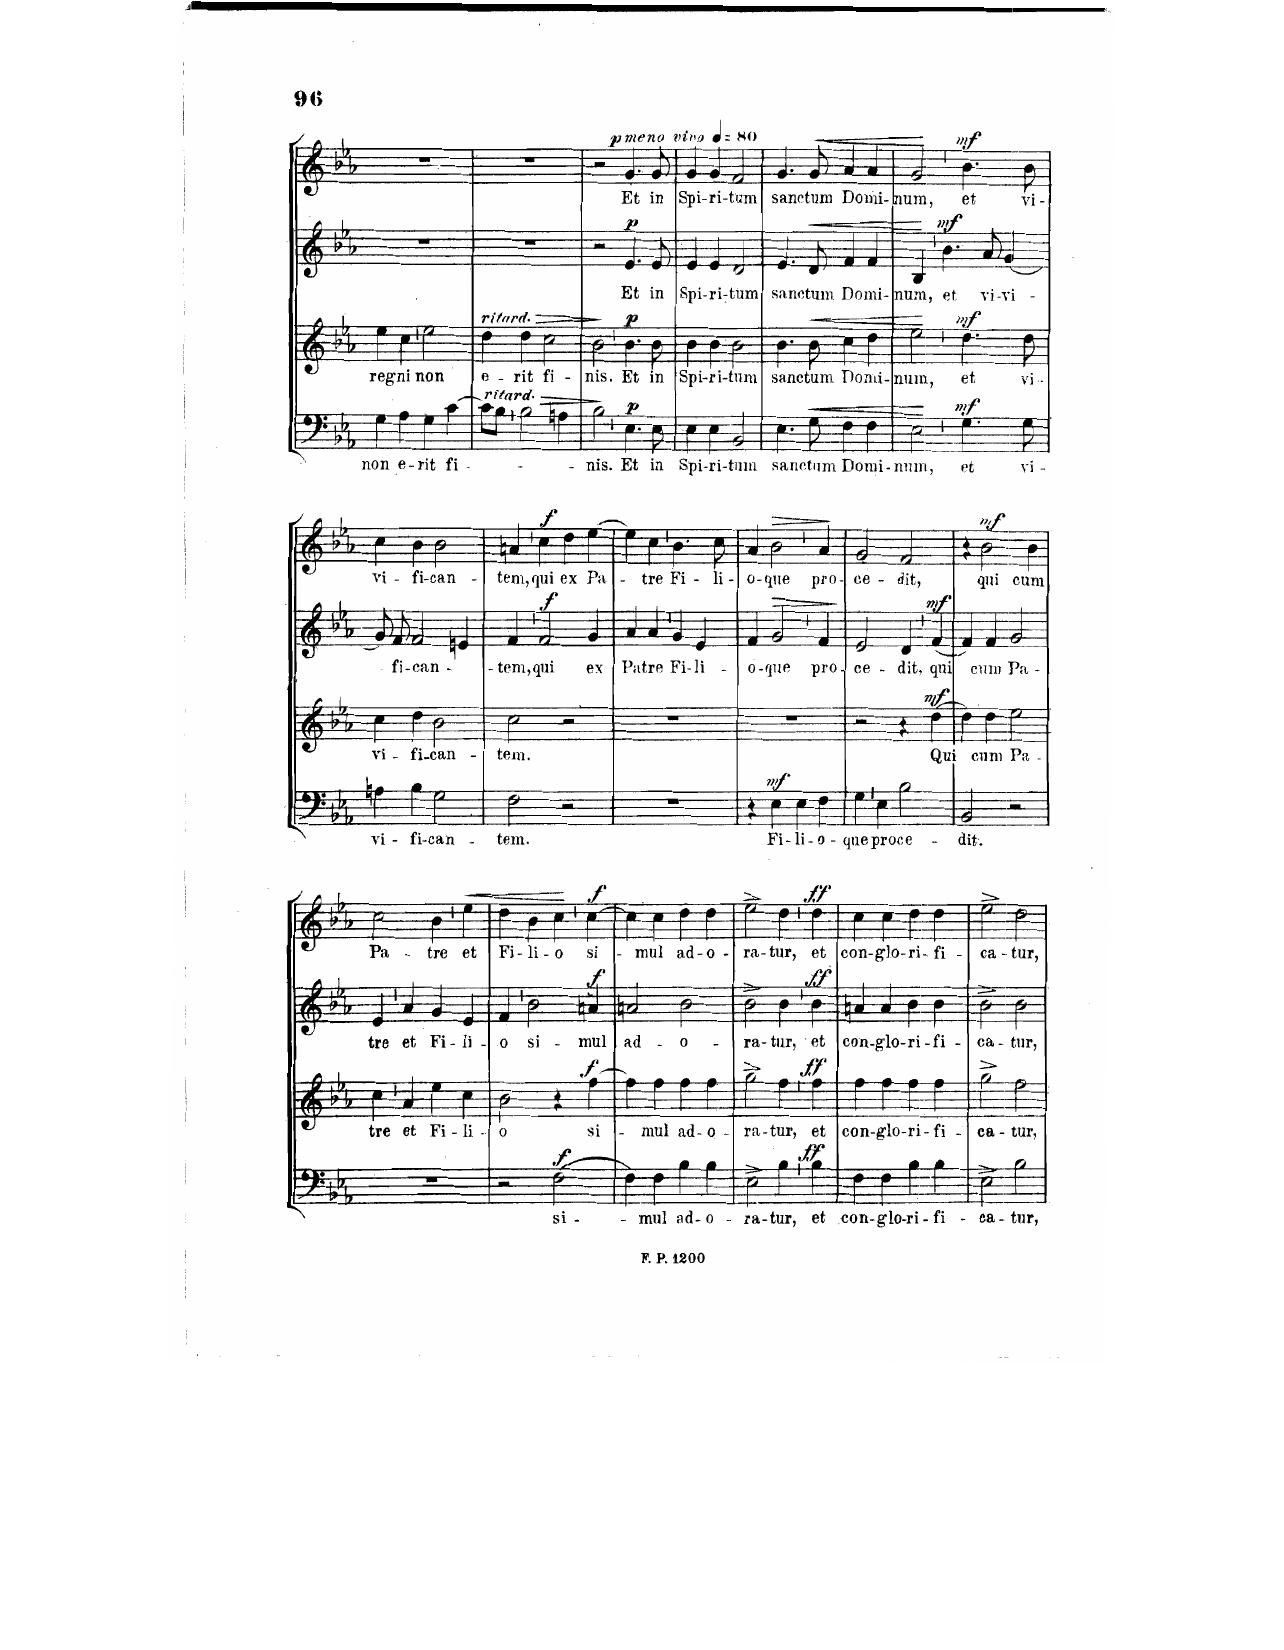 96
p meno vivo = 80
Et in Spi-ri-tum sanctum Domi-num, et vi-
mf
p
mf
Et in Spi-ri-tum sanctum Domi-num, et vi-vi -
ritard.
p
mf
regni non e - rit fi - nis. Et in Spi-ri-tum sanctum Domi-num, et vi-
ritard.
p
mf
non e-rit fi - - - nis. Et in Spi-ri-tum sanctum Domi-num, et vi -
f
mf
vi - fi-can - tem, qui ex Pa - tre Fi - li - o-que pro- ce - dit, qui cum
f
mf
fi-can - - tem, qui ex Patre Fi-li - o-que pro- ce - dit, qui cum Pa -
mf
vi - fi-can - tem. Qui cum Pa -
mf
vi - fi-can - tem. Fi-li-o-que proce - dit.
f
ff
Pa - tre et Fi-li-o si - mul ad-o - ra-tur, et con-glo-ri-fi - ca-tur,
f
ff
tre et Fi-li-o si - mul ad - o - ra-tur, et con-glo-ri-fi - ca-tur,
f
ff
tre et Fi-li-o si - mul ad-o - ra-tur, et con-glo-ri-fi - ca-tur,
f
ff
si - - mul ad-o - ra-tur, et con-glo-ri-fi - ca-tur,
F. P. 1200